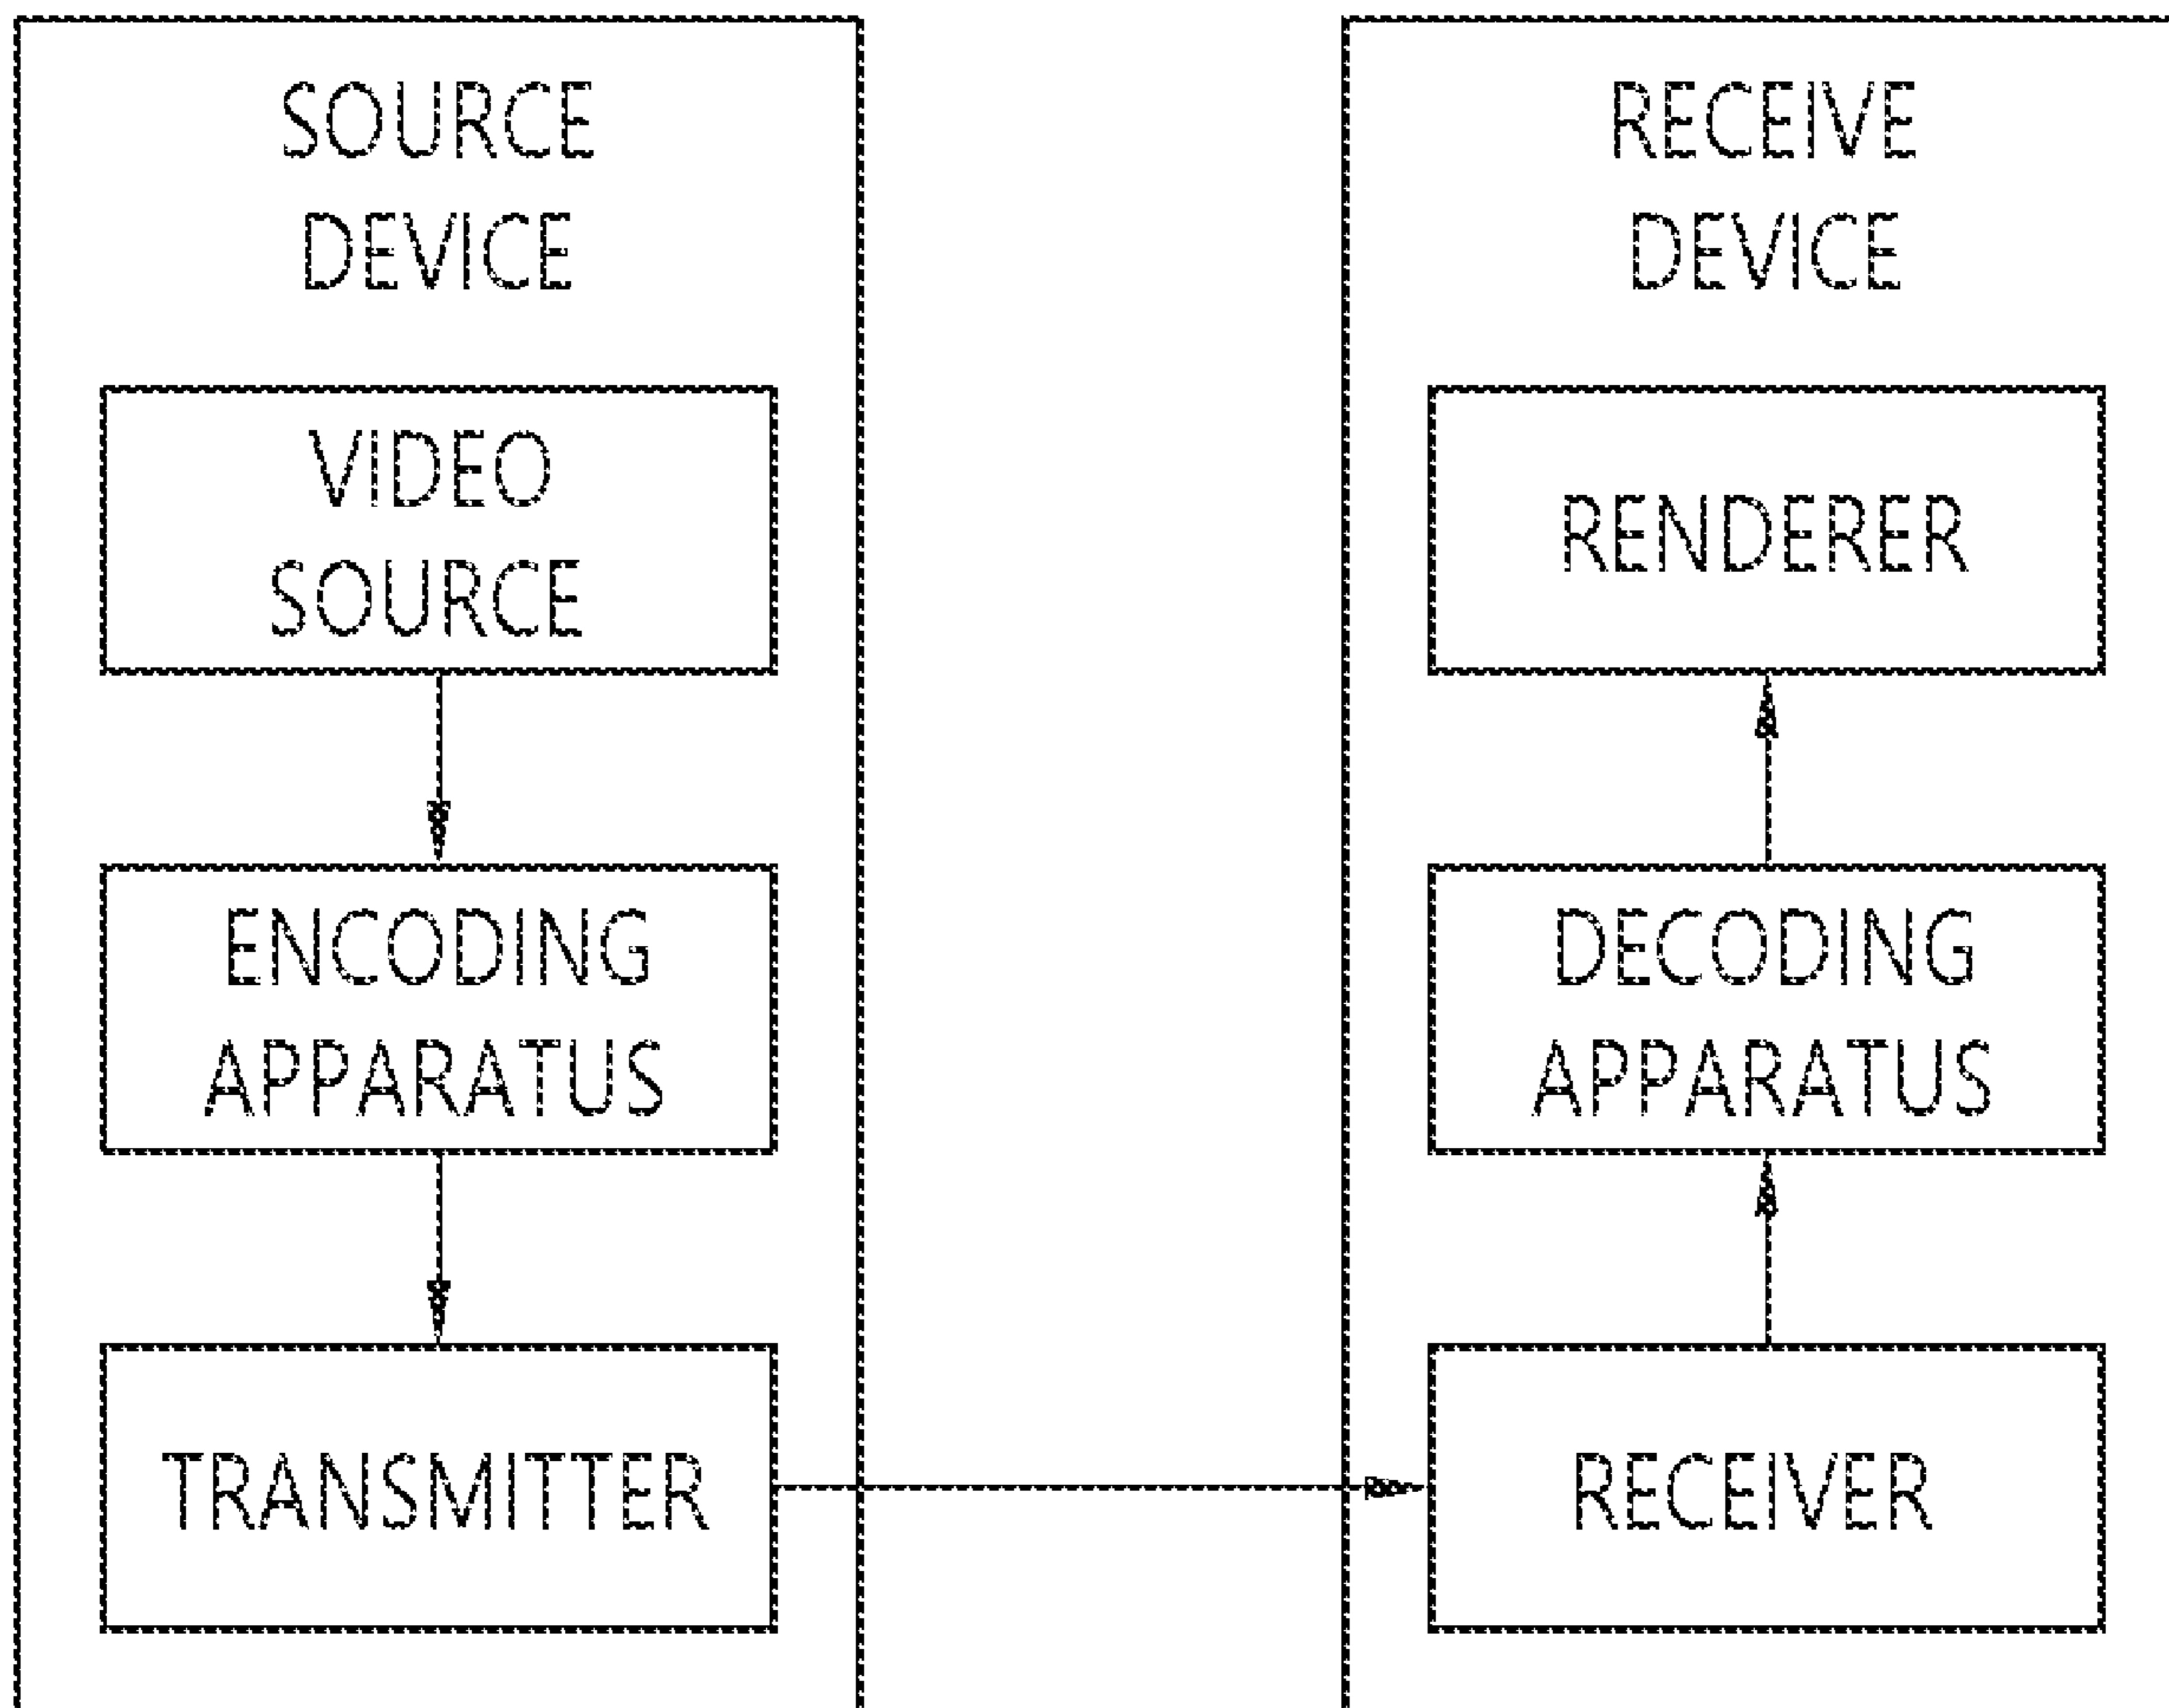 SOURCE
DEVICE
VIDEO
SOURCE
ENCODING
APPARATUS
TRANSMITTER
RECEIVE
DEVICE
RENDERER
DECODING
APPARATUS
RECEIVER